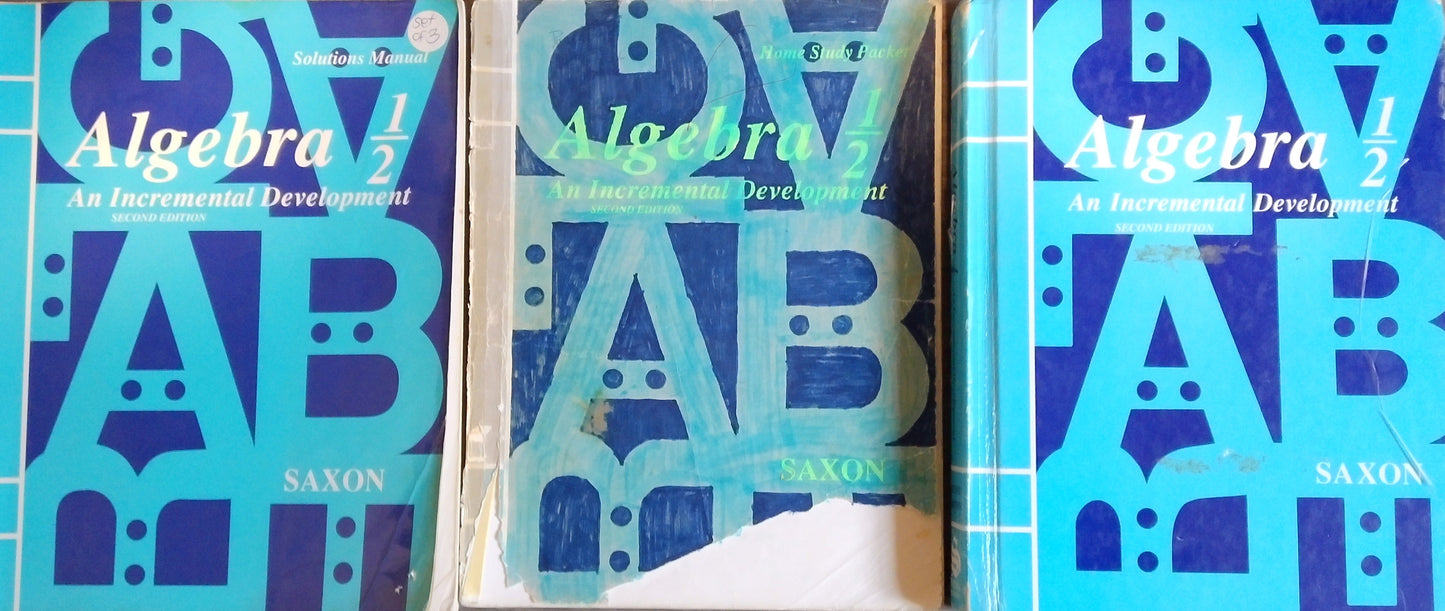 set
of 3
Solutions Manual
Algebra 1/2
An Incremental Development
SECOND EDITION
SAXON
Home Study Packet
Algebra 1/2
An Incremental Development
SECOND EDITION
SAXON
Algebra 1/2
An Incremental Development
SECOND EDITION
SAXON